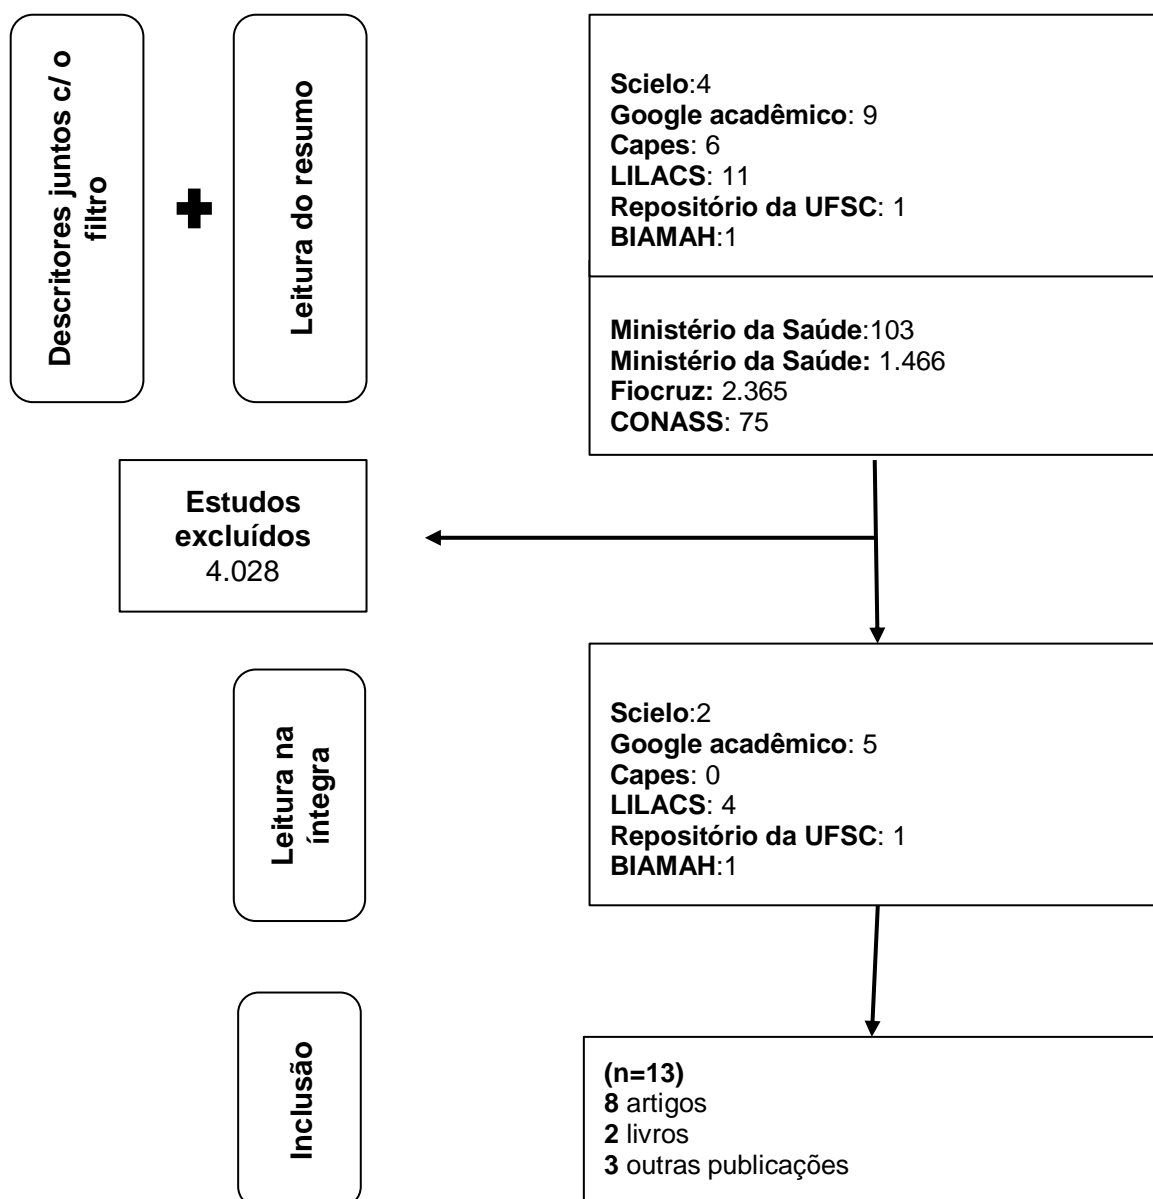 Descritores juntos c/ o
filtro
Leitura do resumo
Scielo:4
Google acadêmico: 9
Capes: 6
LILACS: 11
Repositório da UFSC: 1
BIAMAH:1
Ministério da Saúde:103
Ministério da Saúde: 1.466
Fiocruz: 2.365
CONASS: 75
Estudos
excluídos
4.028
Leitura na
íntegra
Scielo:2
Google acadêmico: 5
Capes: 0
LILACS: 4
Repositório da UFSC: 1
BIAMAH:1
Inclusão
(n=13)
8 artigos
2 livros
3 outras publicações